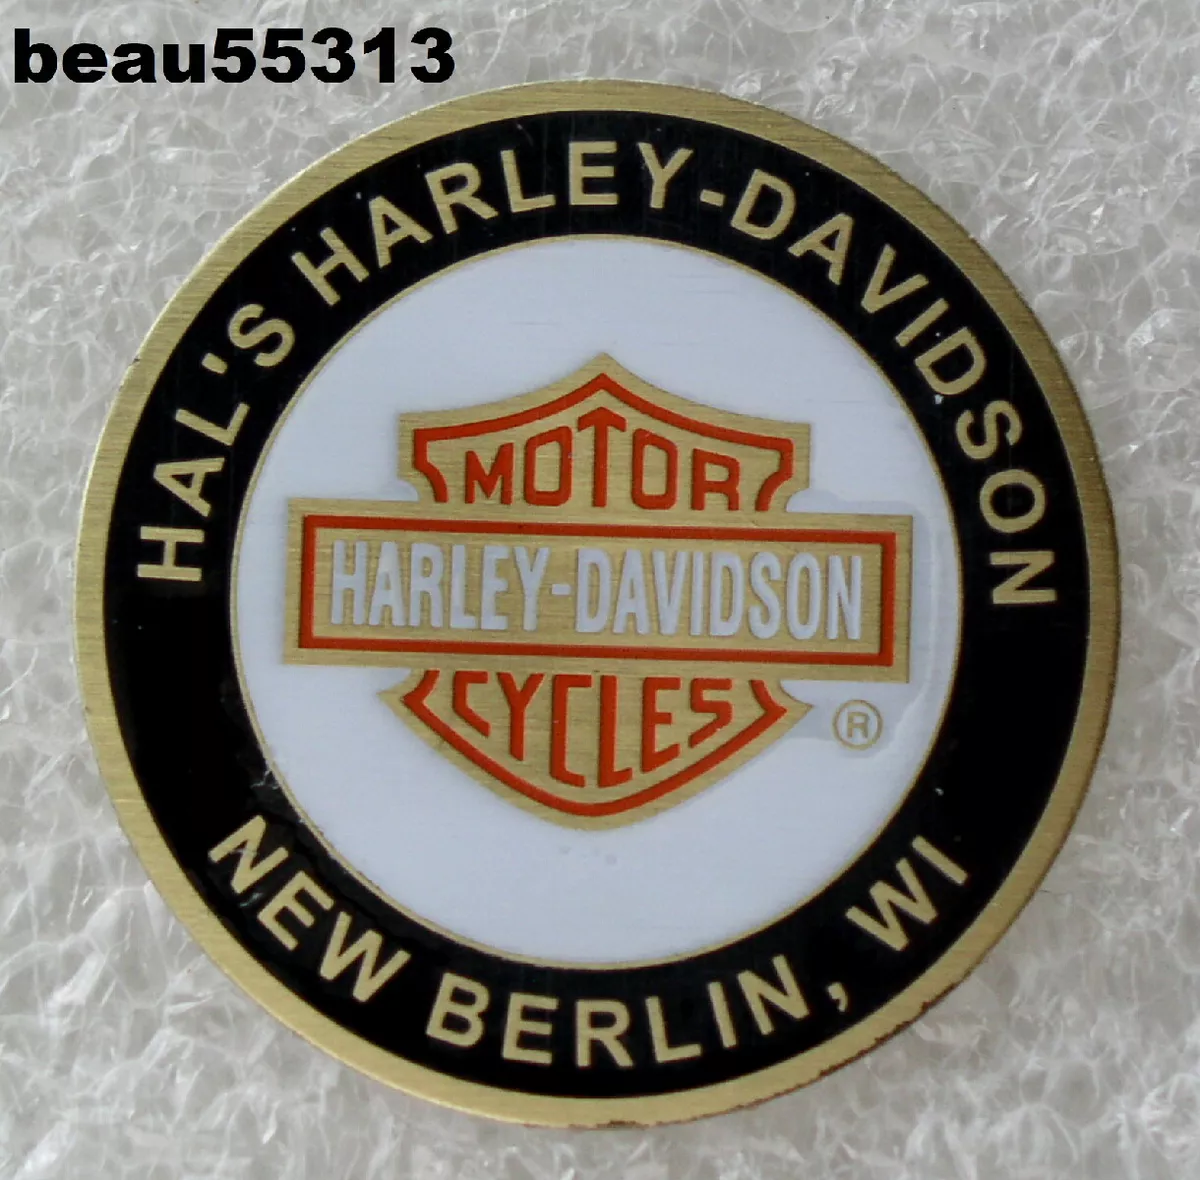 beau55313
HAL'S HARLEY-DAVIDSON
MOTOR
HARLEY-DAVIDSON
CYCLES
®
NEW BERLIN, WI